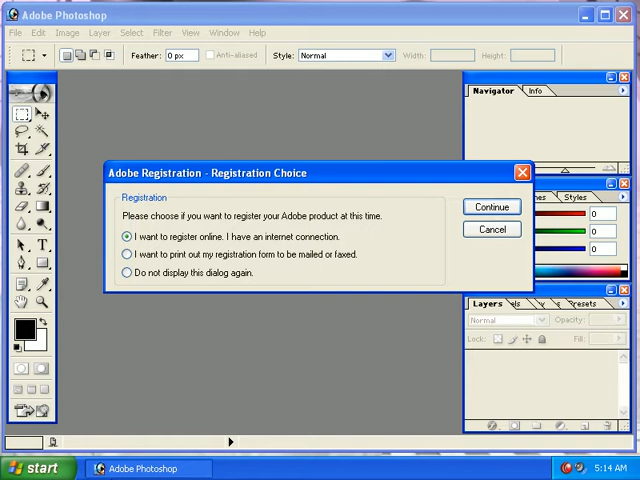 Adobe Photoshop
File Edit Image Layer Select Filter View Window Help
Feather: 0 px Anti-aliased Style: Normal Width: Height:
Navigator Info
Adobe Registration - Registration Choice
Registration
Please choose if you want to register your Adobe product at this time.
I want to register online. I have an internet connection.
I want to print out my registration form to be mailed or faxed.
Do not display this dialog again.
Continue
Cancel
Styles
0
0
0
Layers
Normal Opacity:
Lock: Fill:
start Adobe Photoshop 5:14 AM
T